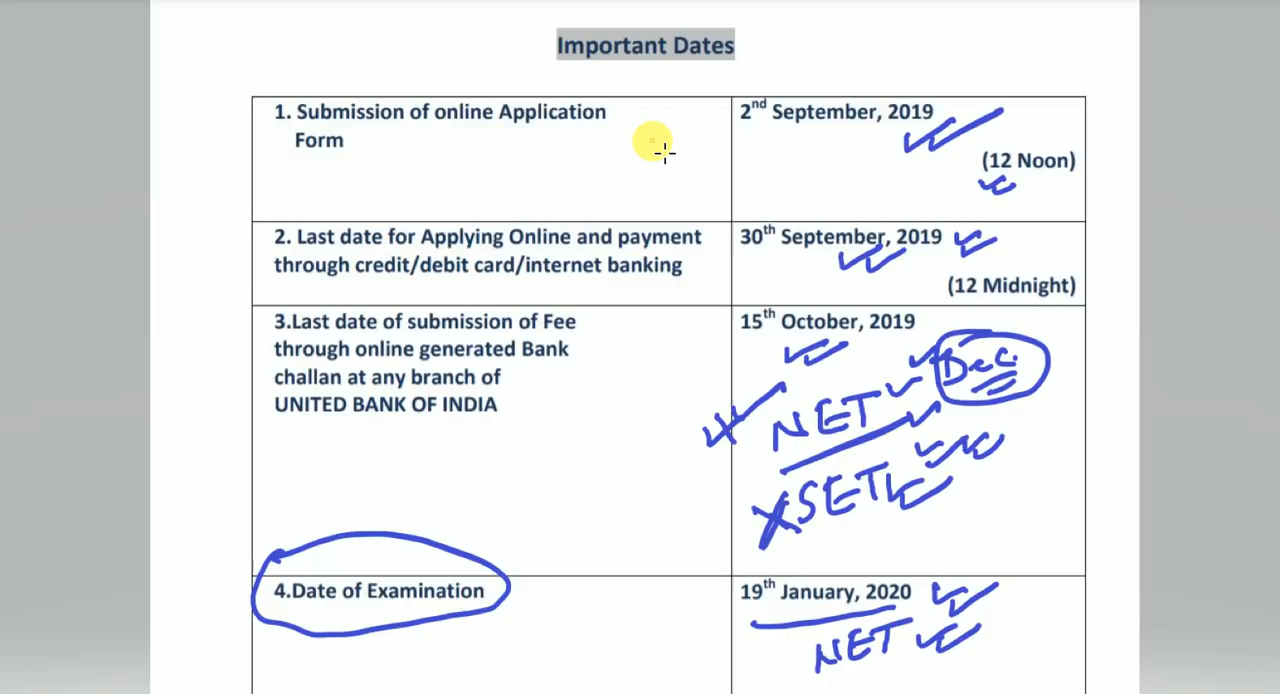 Important Dates
1. Submission of online Application
Form
2nd September, 2019
(12 Noon)
2. Last date for Applying Online and payment
through credit/debit card/internet banking
30th September, 2019
(12 Midnight)
3.Last date of submission of Fee
through online generated Bank
challan at any branch of
UNITED BANK OF INDIA
15th October, 2019
Dec.
NET
SET
4.Date of Examination
19th January, 2020
NET